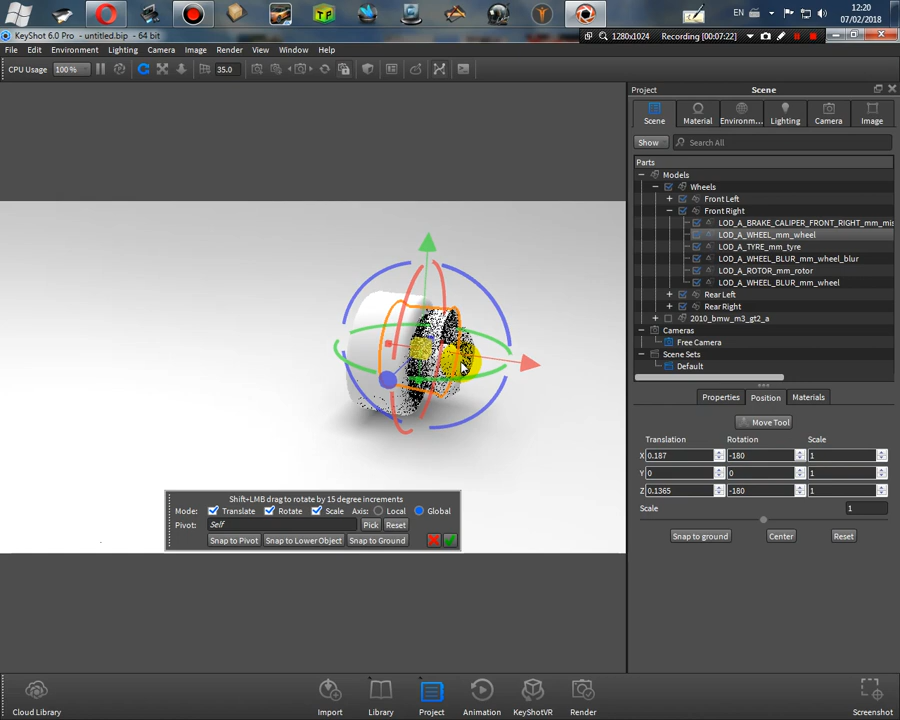 EN
12:20
07/02/2018
KeyShot 6.0 Pro - untitled.bip - 64 bit
1280x1024
Recording [00:07:22]
File Edit Environment Lighting Camera Image Render View Window Help
CPU Usage 100 % 35.0
Project Scene
Scene Material Environm... Lighting Camera Image
Show Search All
Parts
Models
Wheels
Front Left
Front Right
LOD_A_BRAKE_CALIPER_FRONT_RIGHT_mm_mis
LOD_A_WHEEL_mm_wheel
LOD_A_TYRE_mm_tyre
LOD_A_WHEEL_BLUR_mm_wheel_blur
LOD_A_ROTOR_mm_rotor
LOD_A_WHEEL_BLUR_mm_wheel
Rear Left
Rear Right
2010_bmw_m3_gt2_a
Cameras
Free Camera
Scene Sets
Default
Properties Position Materials
Move Tool
Translation Rotation Scale
X 0.187 -180 1
Y 0 0 1
Z 0.1365 -180 1
Scale 1
Snap to ground Center Reset
Shift+LMB drag to rotate by 15 degree increments
Mode: Translate Rotate Scale Axis: Local Global
Pivot: Self Pick Reset
Snap to Pivot Snap to Lower Object Snap to Ground
Cloud Library Import Library Project Animation KeyShotVR Render Screenshot